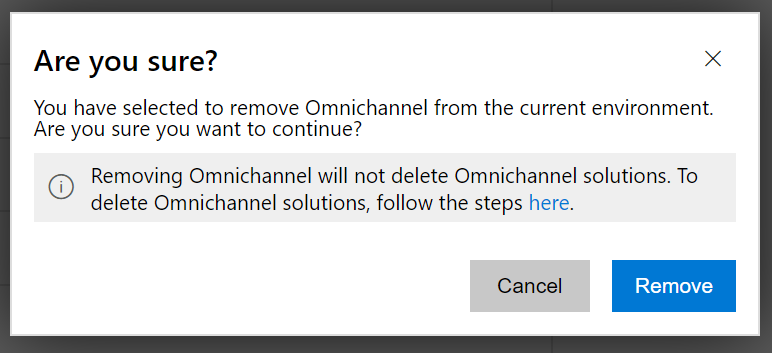 Are you sure?
You have selected to remove Omnichannel from the current environment.
Are you sure you want to continue?
Removing Omnichannel will not delete Omnichannel solutions. To
delete Omnichannel solutions, follow the steps here.
Cancel
Remove